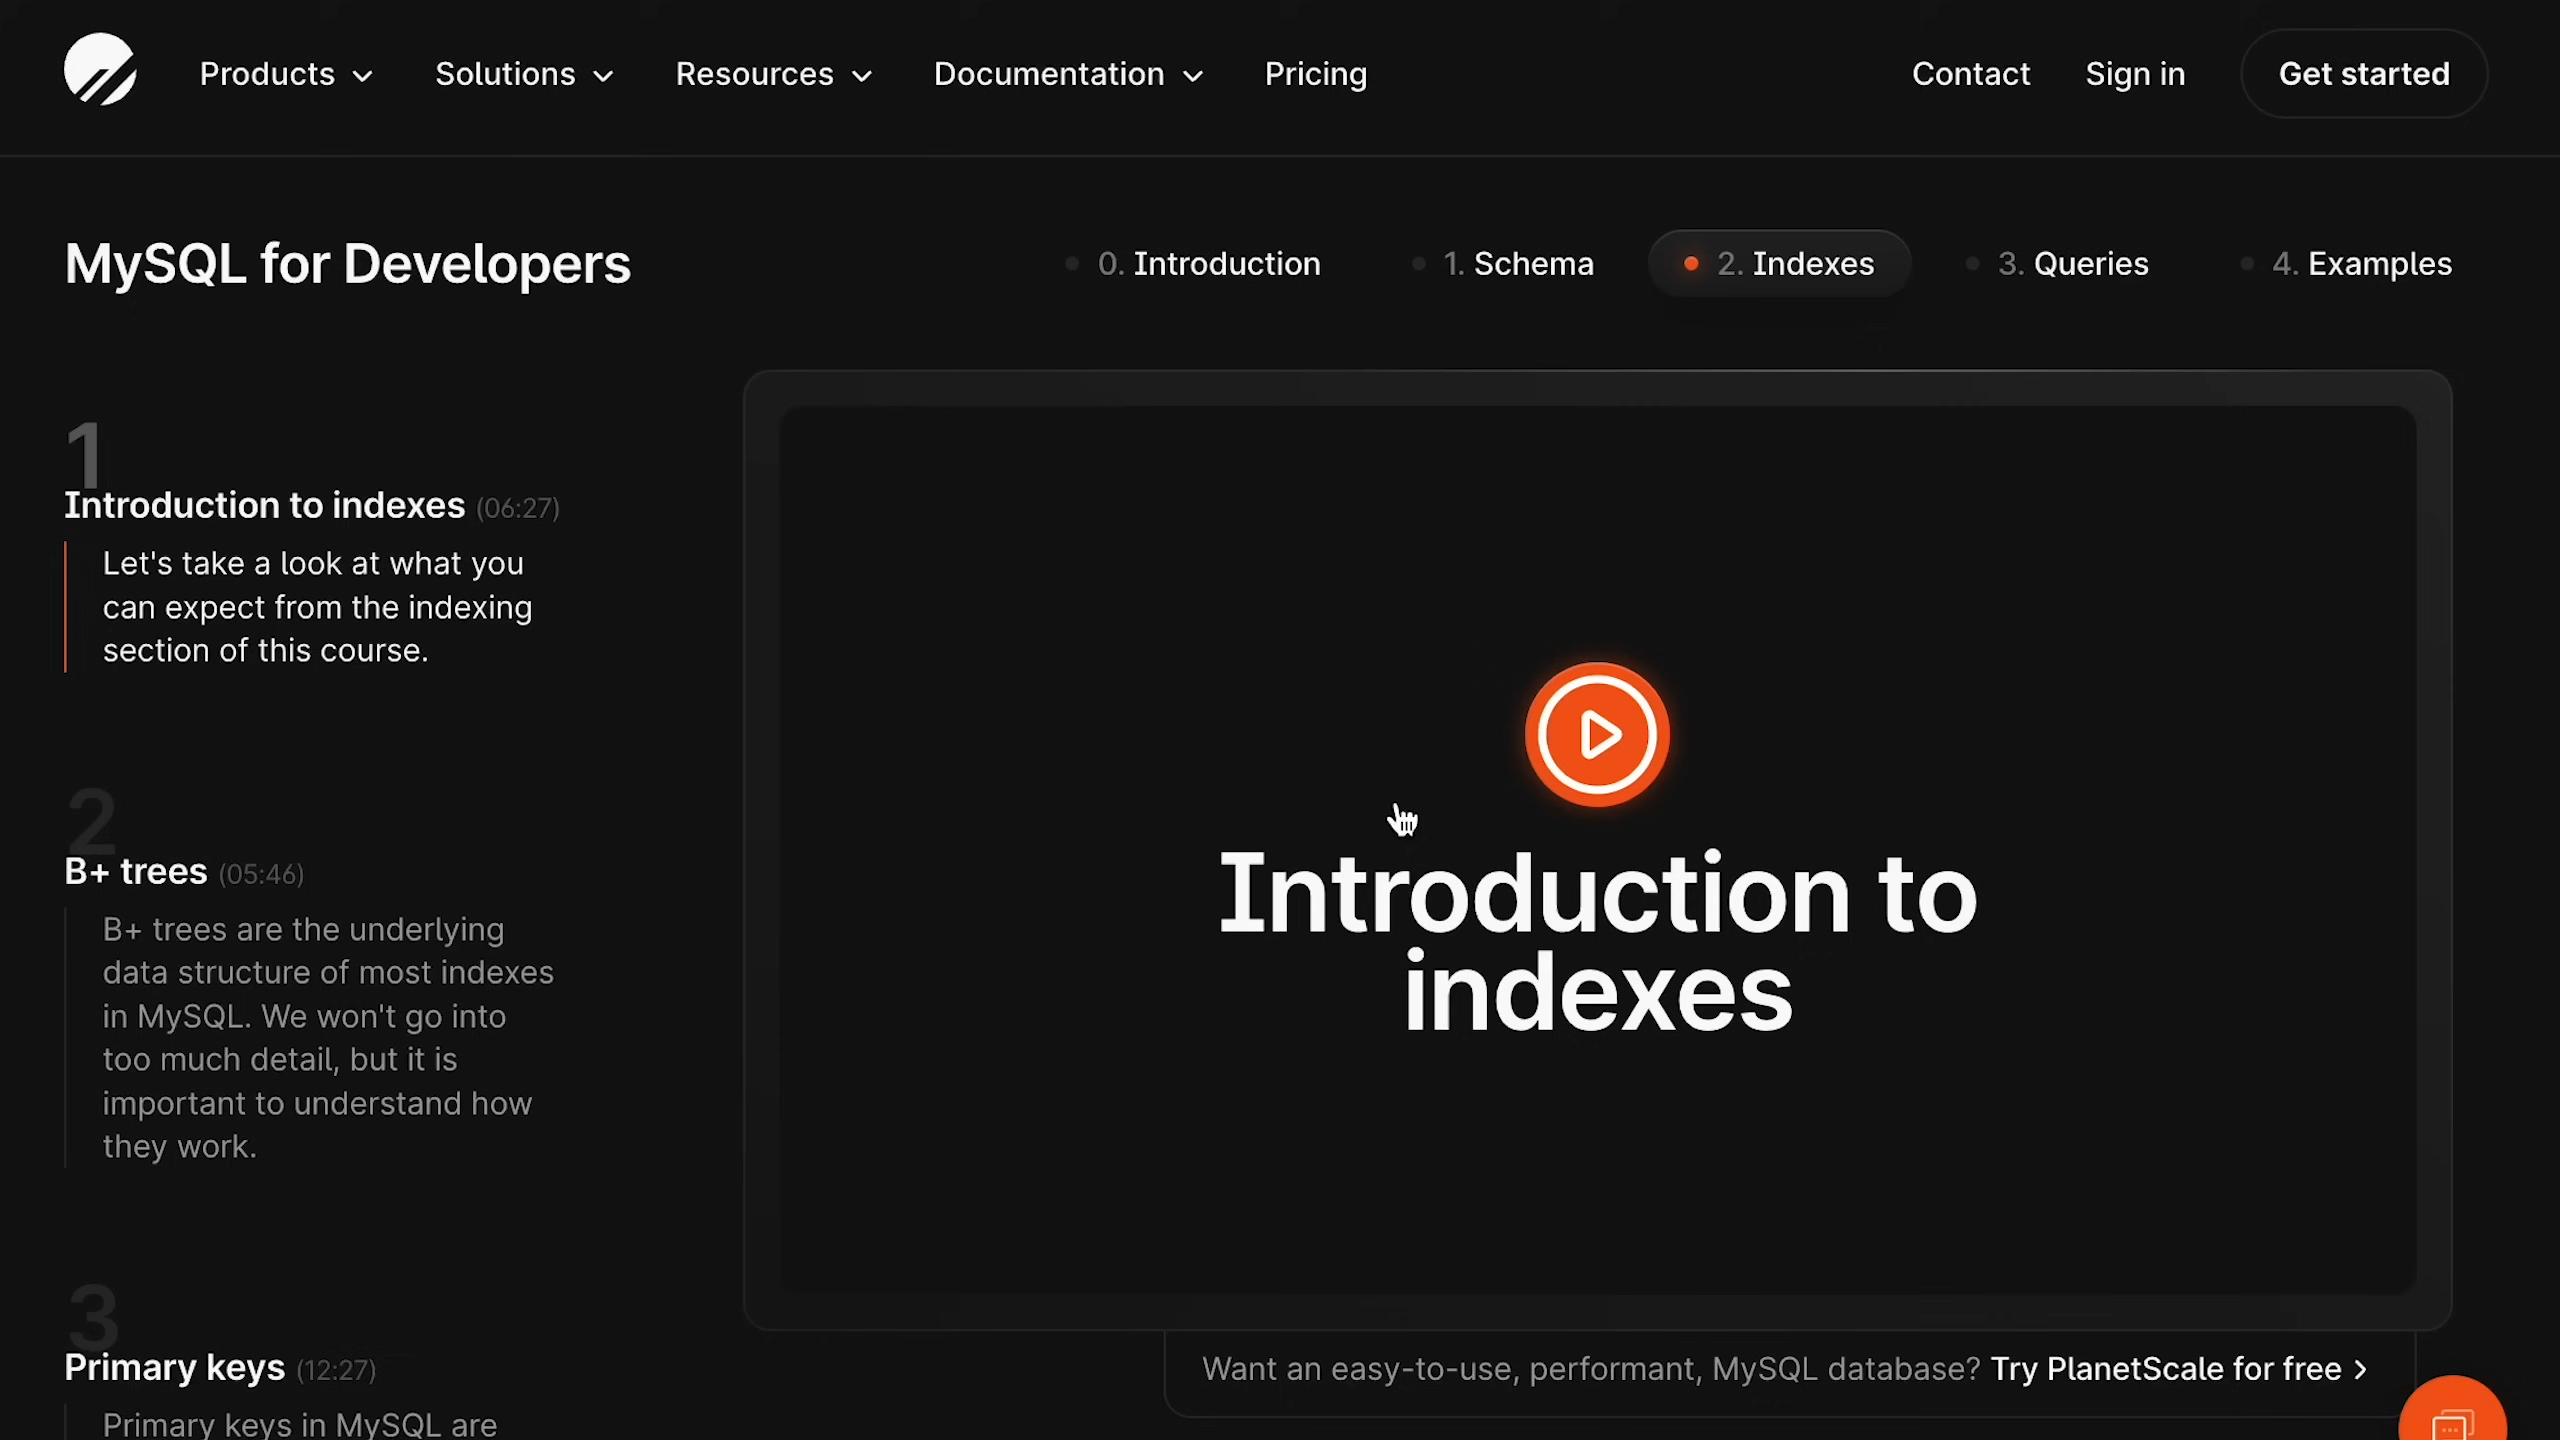 Products
Solutions
Resources
Documentation
Pricing
Contact
Sign in
Get started
MySQL for Developers
0. Introduction
1. Schema
2. Indexes
3. Queries
4. Examples
1
Introduction to indexes (06:27)
Let's take a look at what you
can expect from the indexing
section of this course.
2
B+ trees (05:46)
B+ trees are the underlying
data structure of most indexes
in MySQL. We won't go into
too much detail, but it is
important to understand how
they work.
3
Primary keys (12:27)
Primary keys in MySQL are
Introduction to
indexes
Want an easy-to-use, performant, MySQL database? Try PlanetScale for free